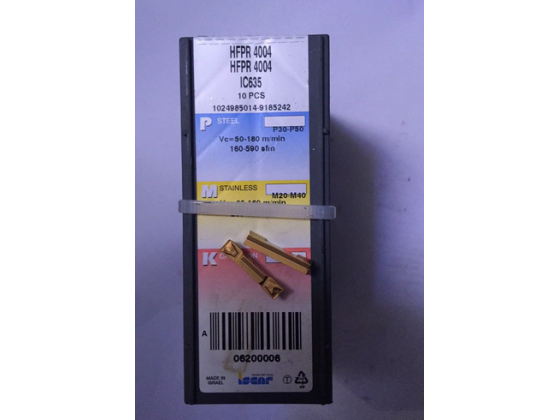 HFPR 4004
HFPR 4004
IC635
10 PCS
1024985014-9185242
P STEEL
P30-P50
Vc=50-180 m/min
160-590 sfm
M STAINLESS
M20-M40
K
A
06200006
MADE IN
ISRAEL
ISCAR